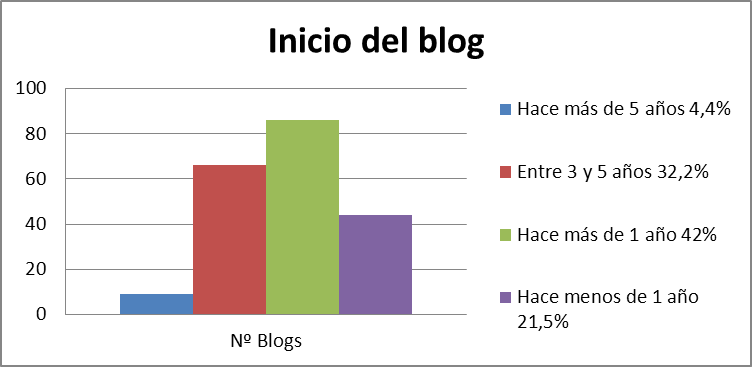 Inicio del blog
100
80
60
40
20
0
Nº Blogs
Hace más de 5 años 4,4%
Entre 3 y 5 años 32,2%
Hace más de 1 año 42%
Hace menos de 1 año
21,5%